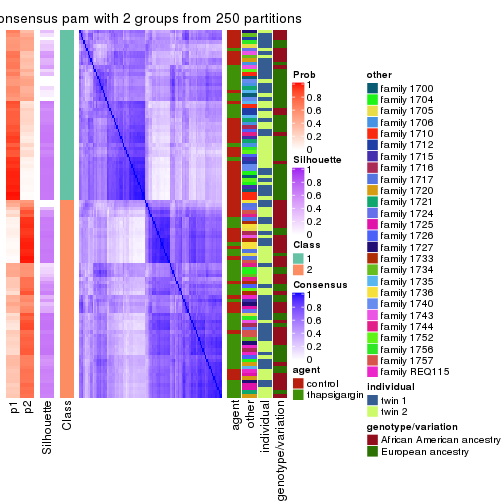 onsensus pam with 2 groups from 250 partitions
Prob
1
0.8
0.6
0.4
0.2
0
Silhouette
1
0.8
0.6
0.4
0.2
0
Class
1
2
Consensus
1
0.8
0.6
0.4
0.2
0
agent
control
thapsigargin
other
family 1700
family 1704
family 1705
family 1706
family 1710
family 1712
family 1715
family 1716
family 1717
family 1720
family 1721
family 1724
family 1725
family 1726
family 1727
family 1733
family 1734
family 1735
family 1736
family 1740
family 1743
family 1744
family 1752
family 1756
family 1757
family REQ115
individual
twin 1
twin 2
genotype/variation
African American ancestry
European ancestry
p1
p2
Silhouette
Class
agent
other
individual
genotype/variation